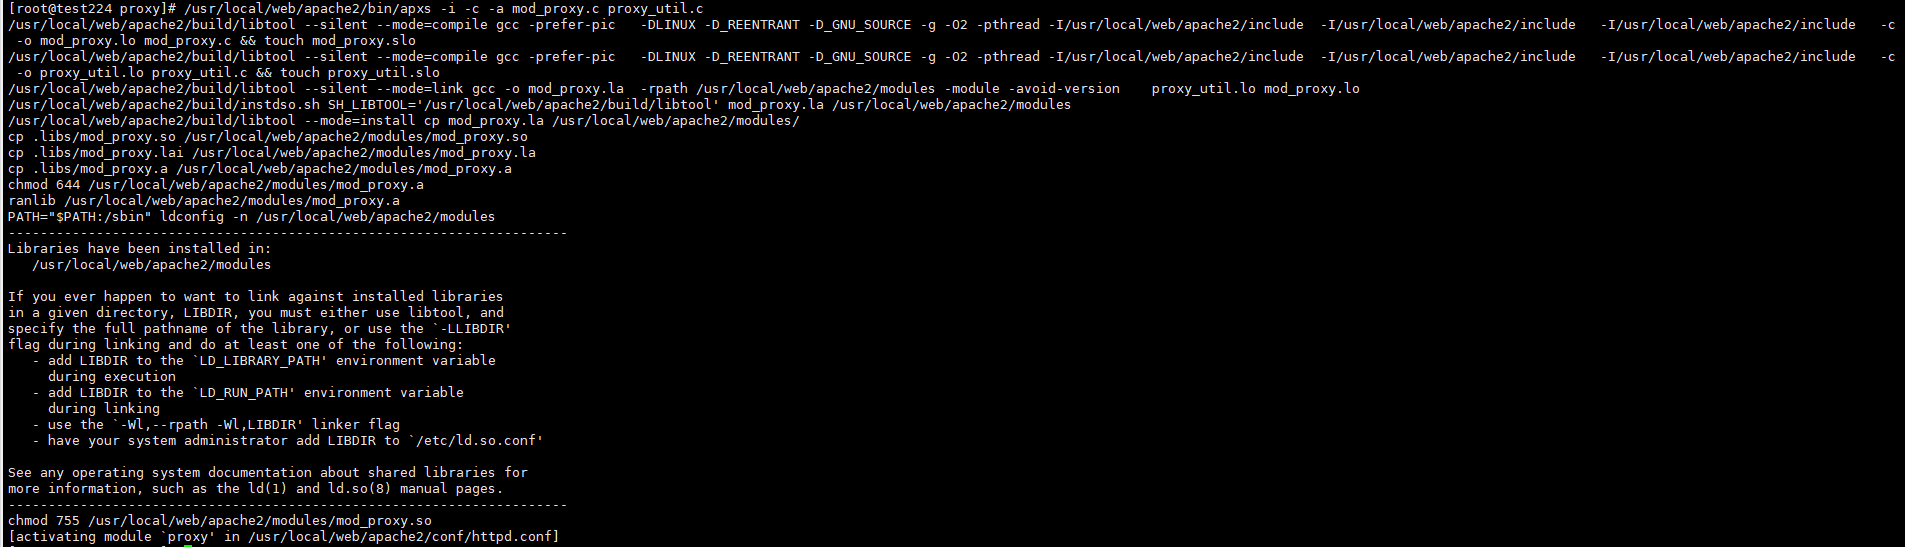 [root@test224 proxy]# /usr/local/web/apache2/bin/apxs -i -c -a mod_proxy.c proxy_util.c
/usr/local/web/apache2/build/libtool --silent --mode=compile gcc -prefer-pic   -DLINUX -D_REENTRANT -D_GNU_SOURCE -g -O2 -pthread -I/usr/local/web/apache2/include  -I/usr/local/web/apache2/include   -I/usr/local/web/apache2/include   -c
 -o mod_proxy.lo mod_proxy.c && touch mod_proxy.slo
/usr/local/web/apache2/build/libtool --silent --mode=compile gcc -prefer-pic   -DLINUX -D_REENTRANT -D_GNU_SOURCE -g -O2 -pthread -I/usr/local/web/apache2/include  -I/usr/local/web/apache2/include   -I/usr/local/web/apache2/include   -c
 -o proxy_util.lo proxy_util.c && touch proxy_util.slo
/usr/local/web/apache2/build/libtool --silent --mode=link gcc -o mod_proxy.la  -rpath /usr/local/web/apache2/modules -module -avoid-version    proxy_util.lo mod_proxy.lo
/usr/local/web/apache2/build/instdso.sh SH_LIBTOOL='/usr/local/web/apache2/build/libtool' mod_proxy.la /usr/local/web/apache2/modules
/usr/local/web/apache2/build/libtool --mode=install cp mod_proxy.la /usr/local/web/apache2/modules/
cp .libs/mod_proxy.so /usr/local/web/apache2/modules/mod_proxy.so
cp .libs/mod_proxy.lai /usr/local/web/apache2/modules/mod_proxy.la
cp .libs/mod_proxy.a /usr/local/web/apache2/modules/mod_proxy.a
chmod 644 /usr/local/web/apache2/modules/mod_proxy.a
ranlib /usr/local/web/apache2/modules/mod_proxy.a
PATH="$PATH:/sbin" ldconfig -n /usr/local/web/apache2/modules
----------------------------------------------------------------------
Libraries have been installed in:
   /usr/local/web/apache2/modules

If you ever happen to want to link against installed libraries
in a given directory, LIBDIR, you must either use libtool, and
specify the full pathname of the library, or use the `-LLIBDIR'
flag during linking and do at least one of the following:
   - add LIBDIR to the `LD_LIBRARY_PATH' environment variable
     during execution
   - add LIBDIR to the `LD_RUN_PATH' environment variable
     during linking
   - use the `-Wl,--rpath -Wl,LIBDIR' linker flag
   - have your system administrator add LIBDIR to `/etc/ld.so.conf'

See any operating system documentation about shared libraries for
more information, such as the ld(1) and ld.so(8) manual pages.
----------------------------------------------------------------------
chmod 755 /usr/local/web/apache2/modules/mod_proxy.so
[activating module `proxy' in /usr/local/web/apache2/conf/httpd.conf]